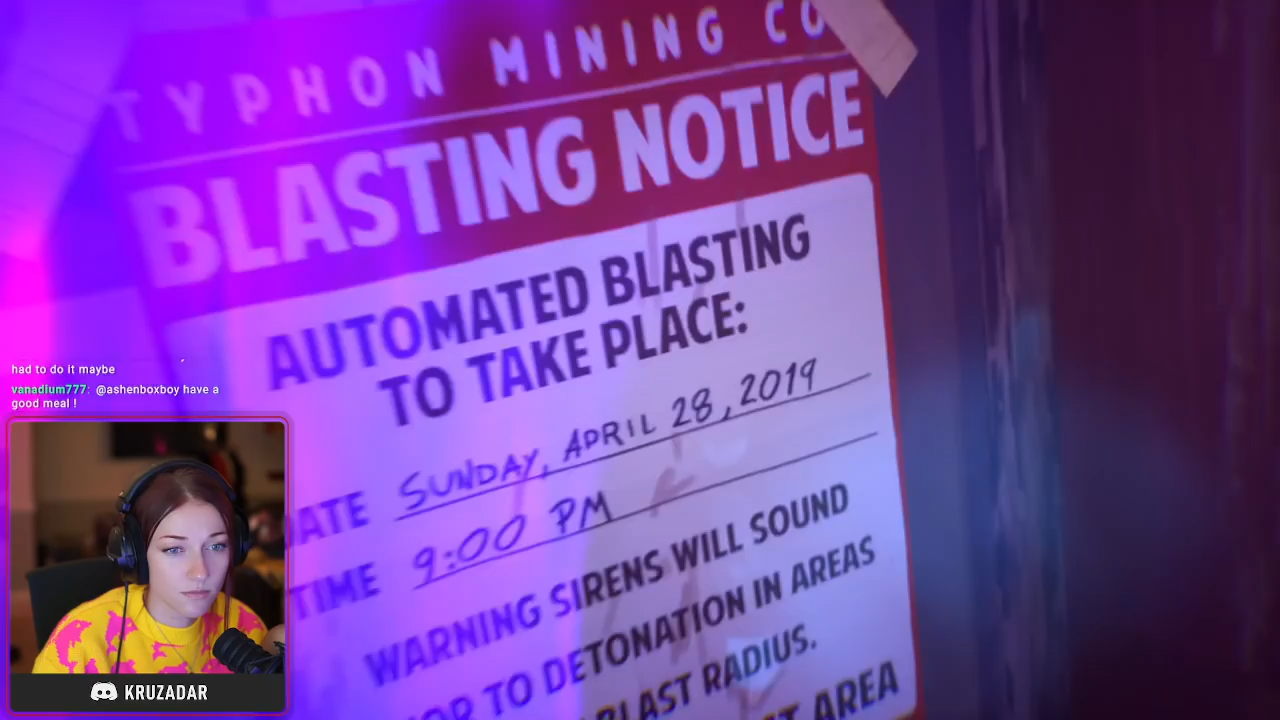 TYPHON MINING CO
BLASTING NOTICE
AUTOMATED BLASTING
TO TAKE PLACE:
DATE SUNDAY, APRIL 28, 2019
TIME 9:00 PM
WARNING SIRENS WILL SOUND
TO DETONATION IN AREAS
BLAST RADIUS.
AREA
had to do it maybe
vanadium777: @ashenboxboy have a
good meal !
KRUZADAR